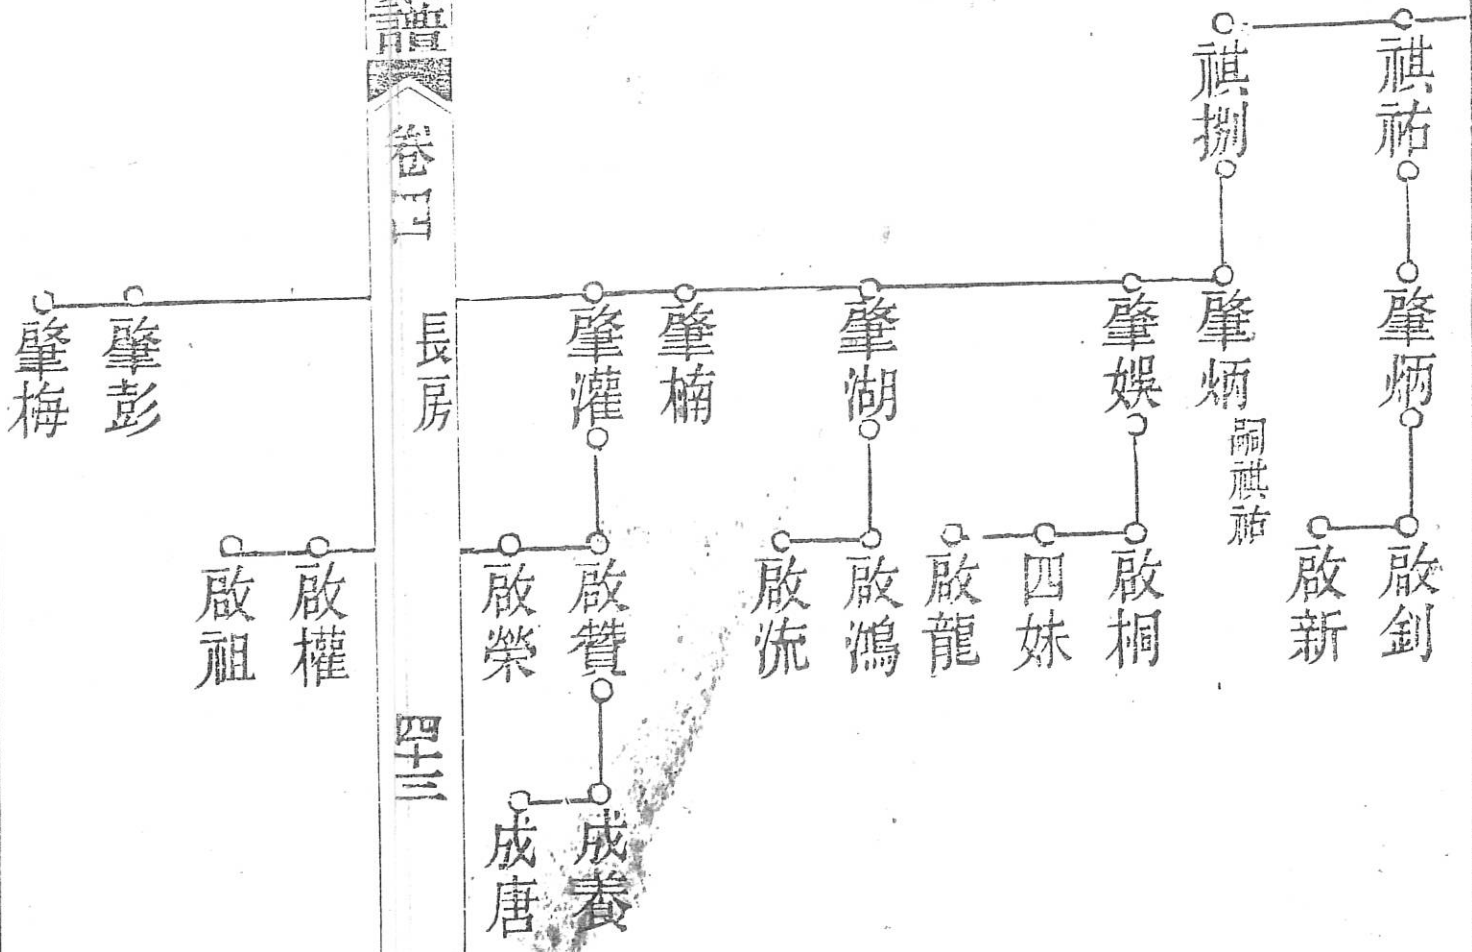 祺祐
祺捌
肇炳
肇炳
嗣祺祐
肇娛
肇湖
肇楠
肇灌
啟釗
啟新
啟桐
四妹
啟龍
啟鴻
啟流
啟贊
啟榮
成養
成唐
譜
卷四
長房
四十三
肇彭
肇梅
啟權
啟祖